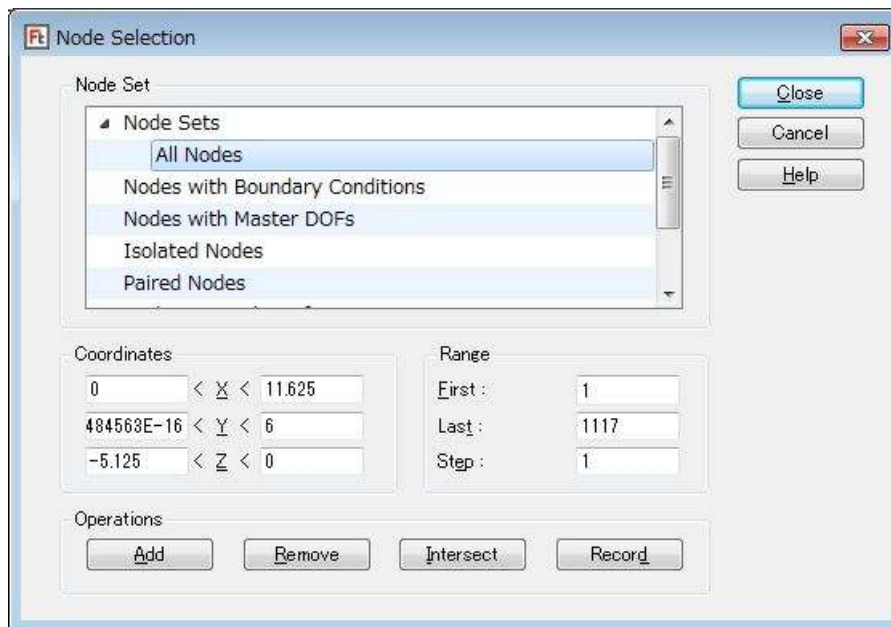 Ft Node Selection
Node Set
Node Sets
All Nodes
Nodes with Boundary Conditions
Nodes with Master DOFs
Isolated Nodes
Paired Nodes
Close
Cancel
Help
Coordinates
0 < X < 11.625
484563E-16 < Y < 6
-5.125 < Z < 0
Range
First : 1
Last : 1117
Step : 1
Operations
Add Remove Intersect Record